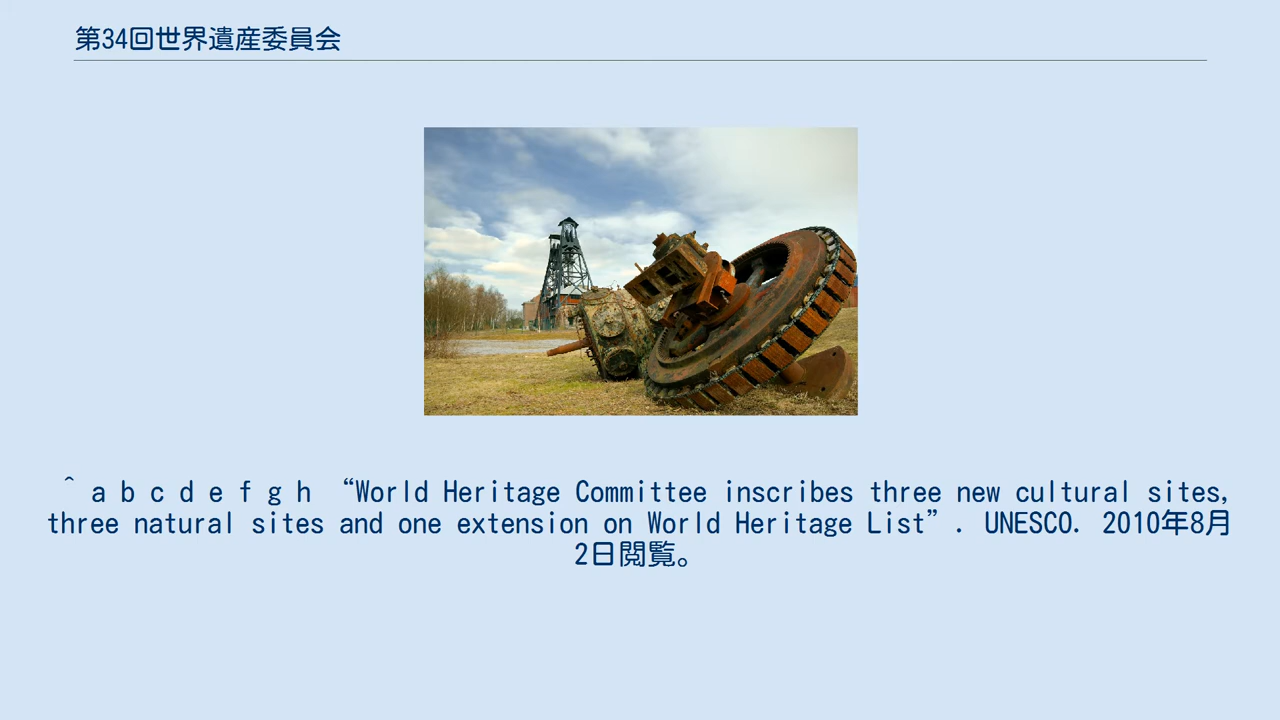 第34回世界遺産委員会
^ a b c d e f g h “World Heritage Committee inscribes three new cultural sites,
three natural sites and one extension on World Heritage List”. UNESCO. 2010年8月
2日閲覧。